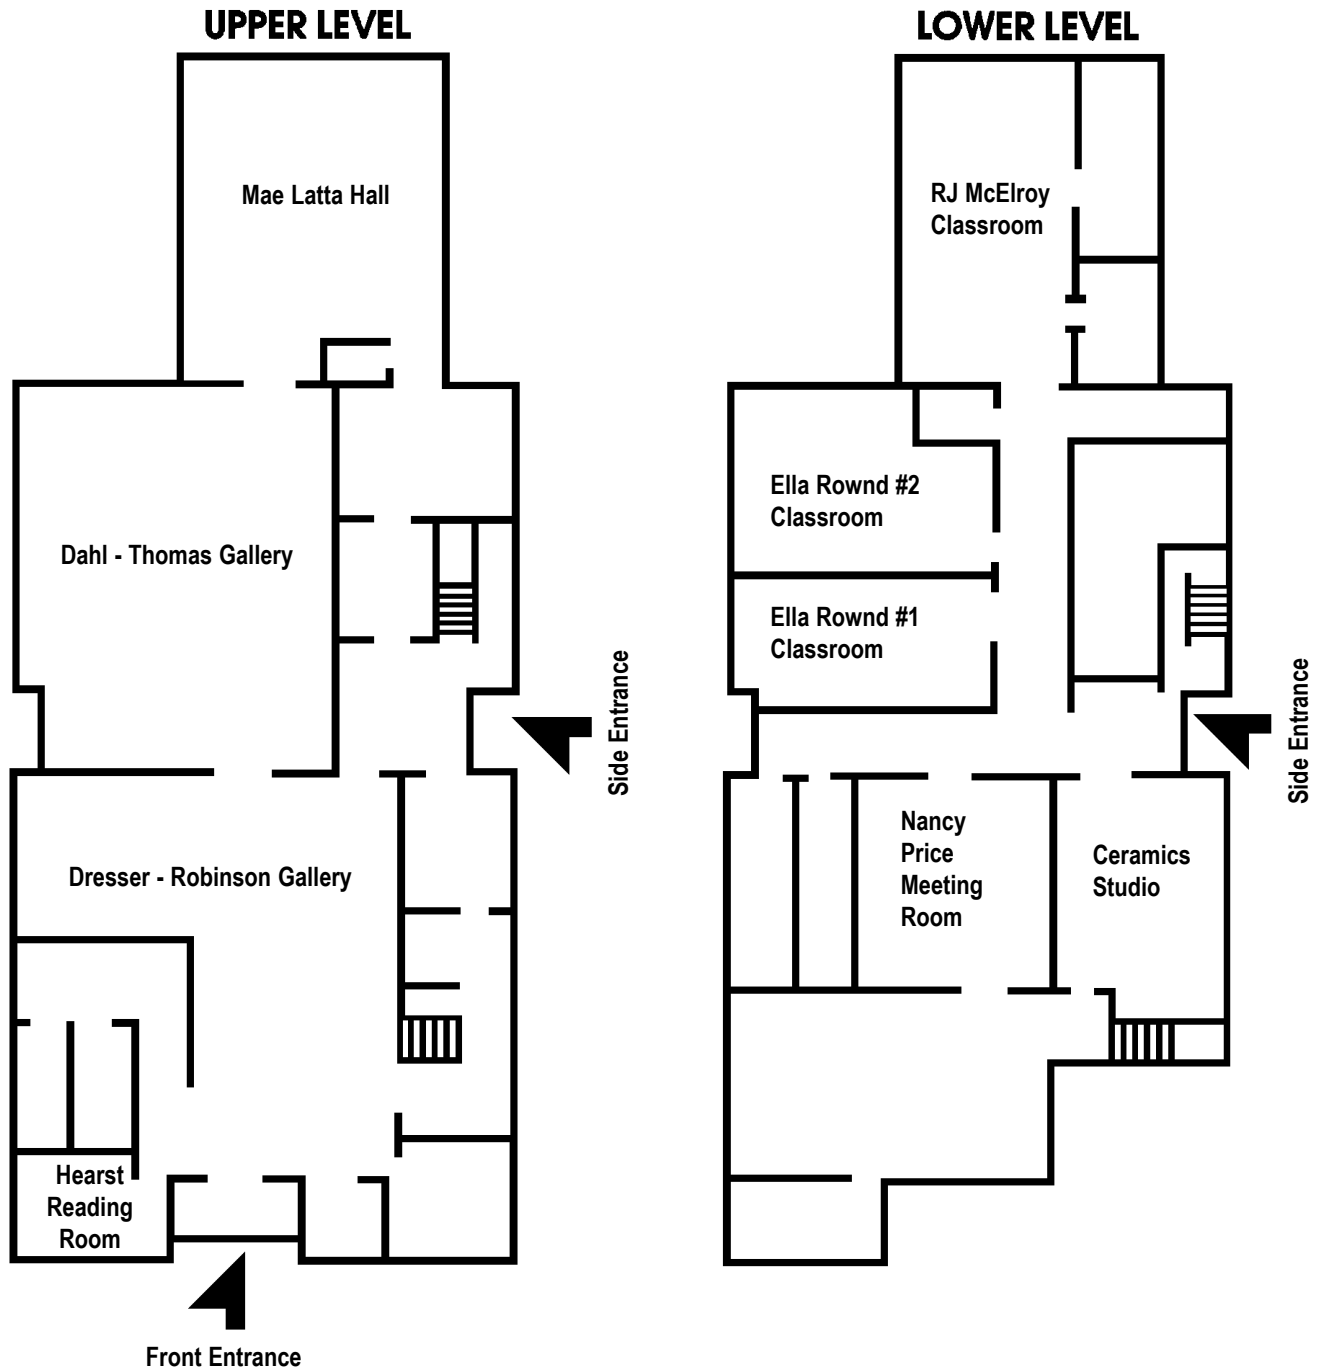 UPPER LEVEL
Mae Latta Hall
Dahl - Thomas Gallery
Side Entrance
Dresser - Robinson Gallery
Hearst
Reading
Room
Front Entrance
LOWER LEVEL
RJ McElroy
Classroom
Ella Rownd #2
Classroom
Ella Rownd #1
Classroom
Side Entrance
Nancy
Price
Meeting
Room
Ceramics
Studio